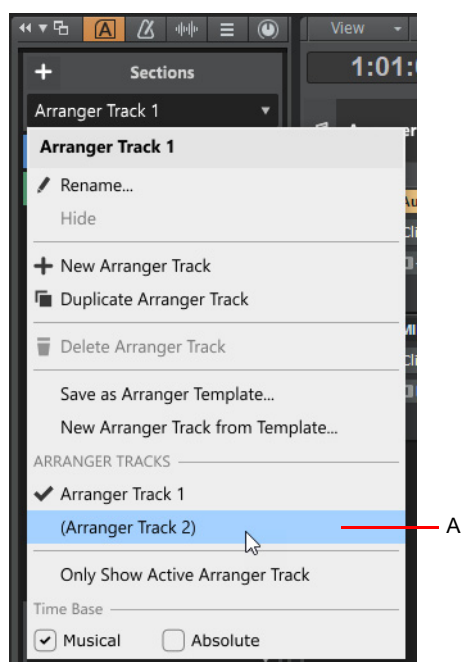 View
Sections
1:01:
Arranger Track 1
Arranger Track 1
Rename...
Hide
New Arranger Track
Duplicate Arranger Track
Delete Arranger Track
Save as Arranger Template...
New Arranger Track from Template...
ARRANGER TRACKS
Arranger Track 1
(Arranger Track 2)
A
Only Show Active Arranger Track
Time Base
Musical Absolute